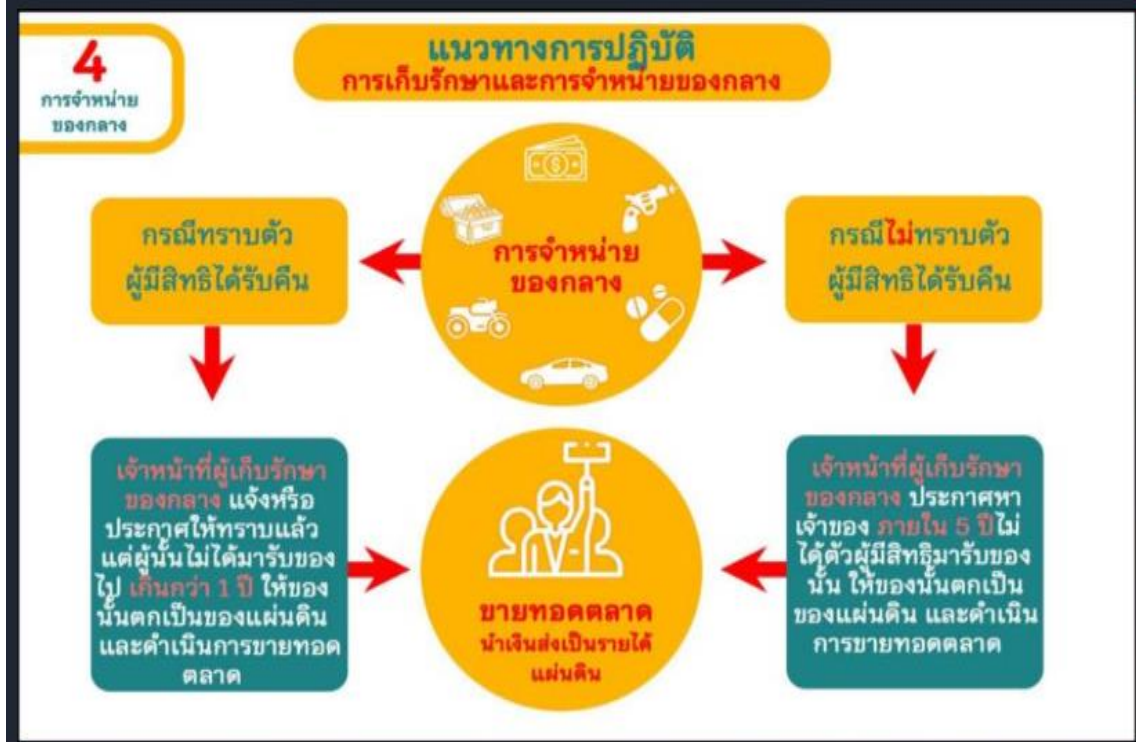 4
การจำหน่าย
ของกลาง
แนวทางการปฏิบัติ
การเก็บรักษาและการจำหน่ายของกลาง
กรณีทราบตัว
ผู้มีสิทธิได้รับคืน
การจำหน่าย
ของกลาง
กรณีไม่ทราบตัว
ผู้มีสิทธิได้รับคืน
เจ้าหน้าที่ผู้เก็บรักษา
ของกลาง แจ้งหรือ
ประกาศให้ทราบแล้ว
แต่ผู้นั้นไม่ได้มารับของ
ไป เกินกว่า 1 ปี ให้ของ
นั้นตกเป็นของแผ่นดิน
และดำเนินการขายทอด
ตลาด
ขายทอดตลาด
นำเงินส่งเป็นรายได้
แผ่นดิน
เจ้าหน้าที่ผู้เก็บรักษา
ของกลาง ประกาศหา
เจ้าของ ภายใน 5 ปีไม่
ได้ตัวผู้มีสิทธิมารับของ
นั้น ให้ของนั้นตกเป็น
ของแผ่นดิน และดำเนิน
การขายทอดตลาด